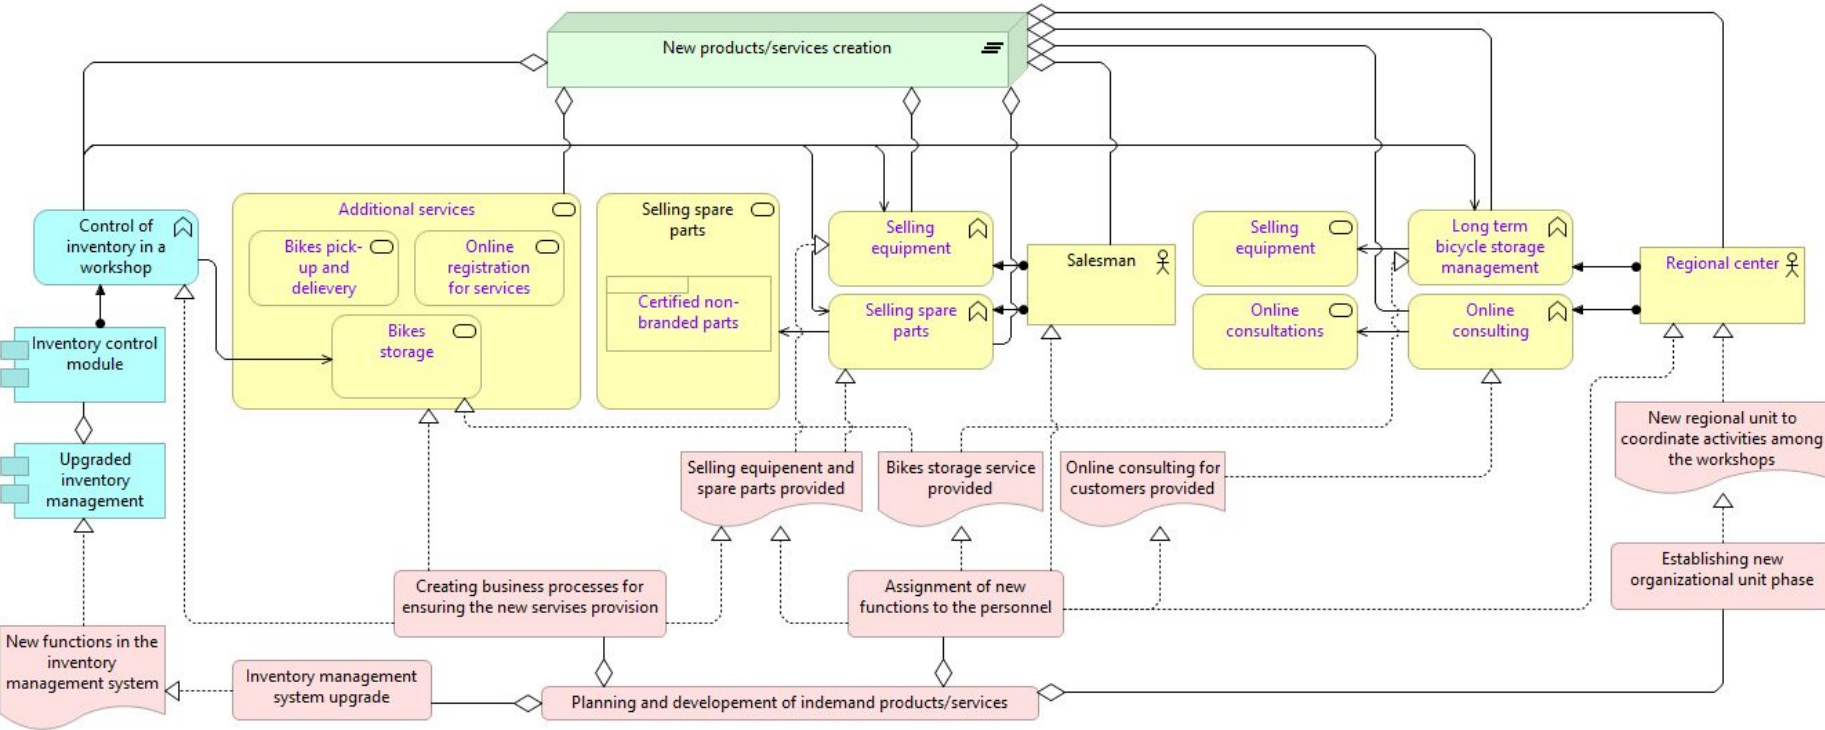 New products/services creation
Control of
inventory in a
workshop
Additional services
Bikes pick-
up and
delievery
Online
registration
for services
Bikes
storage
Selling spare
parts
Certified non-
branded parts
Selling
equipment
Selling spare
parts
Salesman
Selling
equipment
Online
consultations
Long term
bicycle storage
management
Online
consulting
Regional center
Inventory control
module
Upgraded
inventory
management
Selling equipenent and
spare parts provided
Bikes storage service
provided
Online consulting for
customers provided
New regional unit to
coordinate activities among
the workshops
Creating business processes for
ensuring the new servises provision
Assignment of new
functions to the personnel
Establishing new
organizational unit phase
New functions in the
inventory
management system
Inventory management
system upgrade
Planning and developement of indemand products/services